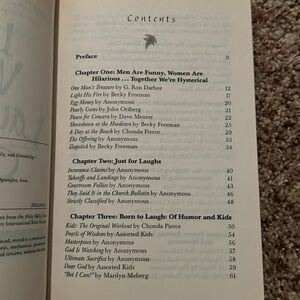 Contents
Preface 9
Chapter One: Men Are Funny, Women Are
Hilarious . . . Together We're Hysterical
One Man's Treasure by G. Ron Darbee 12
Light His Fire by Becky Freeman 17
Egg Money by Anonymous 20
Pearly Gates by John Ortberg 21
Pause for Concern by Dave Meurer 22
Showdown at the Hoedown by Becky Freeman 26
A Day at the Beach by Chonda Pierce 29
The Offering by Anonymous 33
Slapstick by Becky Freeman 34
Chapter Two: Just for Laughs
Insurance Claims by Anonymous 40
Takeoffs and Landings by Anonymous 41
Courtroom Follies by Anonymous 44
They Said It in the Church Bulletin by Anonymous 46
Strictly Classified by Anonymous 48
Chapter Three: Born to Laugh: Of Humor and Kids
Kids: The Original Workout by Chonda Pierce 50
Pearls of Wisdom by Assorted Kids 54
Masterpiece by Anonymous 56
God Is Watching by Anonymous 57
Ultimate Sacrifice by Anonymous 58
Dear God by Assorted Kids 59
"Bet I Can!" by Marilyn Meberg 61